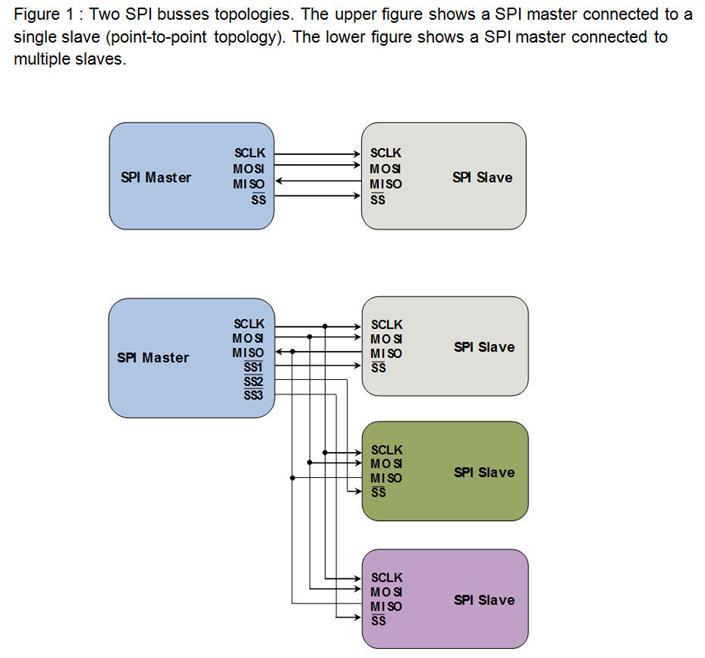 Figure 1 : Two SPI busses topologies. The upper figure shows a SPI master connected to a
single slave (point-to-point topology). The lower figure shows a SPI master connected to
multiple slaves.
SPI Master
SCLK
MOSI
MISO
SS
SCLK
MOSI
MISO
SS
SPI Slave
SPI Master
SCLK
MOSI
MISO
SS1
SS2
SS3
SCLK
MOSI
MISO
SS
SPI Slave
SCLK
MOSI
MISO
SS
SPI Slave
SCLK
MOSI
MISO
SS
SPI Slave